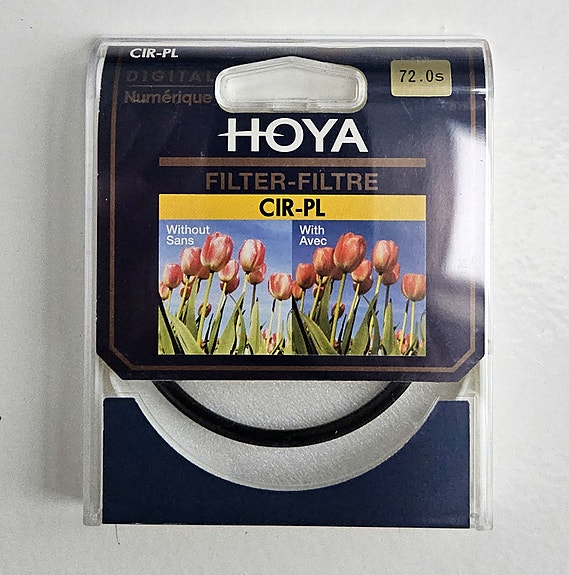 CIR-PL
DIGITAL
Numérique
72.0s
HOYA
FILTER-FILTRE
CIR-PL
Without
Sans
With
Avec